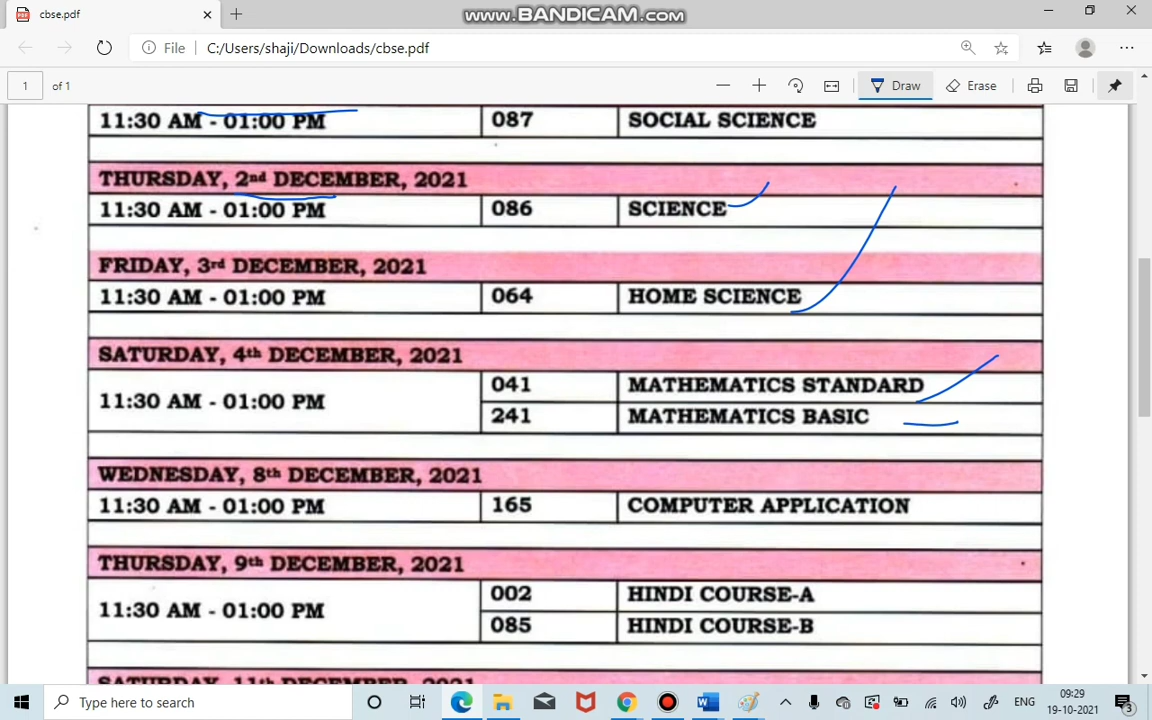 cbse.pdf
www.BANDICAM.com
File C:/Users/shaji/Downloads/cbse.pdf
1 of 1 Draw Erase
11:30 AM - 01:00 PM 087 SOCIAL SCIENCE
THURSDAY, 2nd DECEMBER, 2021
11:30 AM - 01:00 PM 086 SCIENCE
FRIDAY, 3rd DECEMBER, 2021
11:30 AM - 01:00 PM 064 HOME SCIENCE
SATURDAY, 4th DECEMBER, 2021
041 MATHEMATICS STANDARD
11:30 AM - 01:00 PM
241 MATHEMATICS BASIC
WEDNESDAY, 8th DECEMBER, 2021
11:30 AM - 01:00 PM 165 COMPUTER APPLICATION
THURSDAY, 9th DECEMBER, 2021
002 HINDI COURSE-A
11:30 AM - 01:00 PM
085 HINDI COURSE-B
SATURDAY, 11th DECEMBER, 2021
Type here to search ENG 09:29
19-10-2021 3